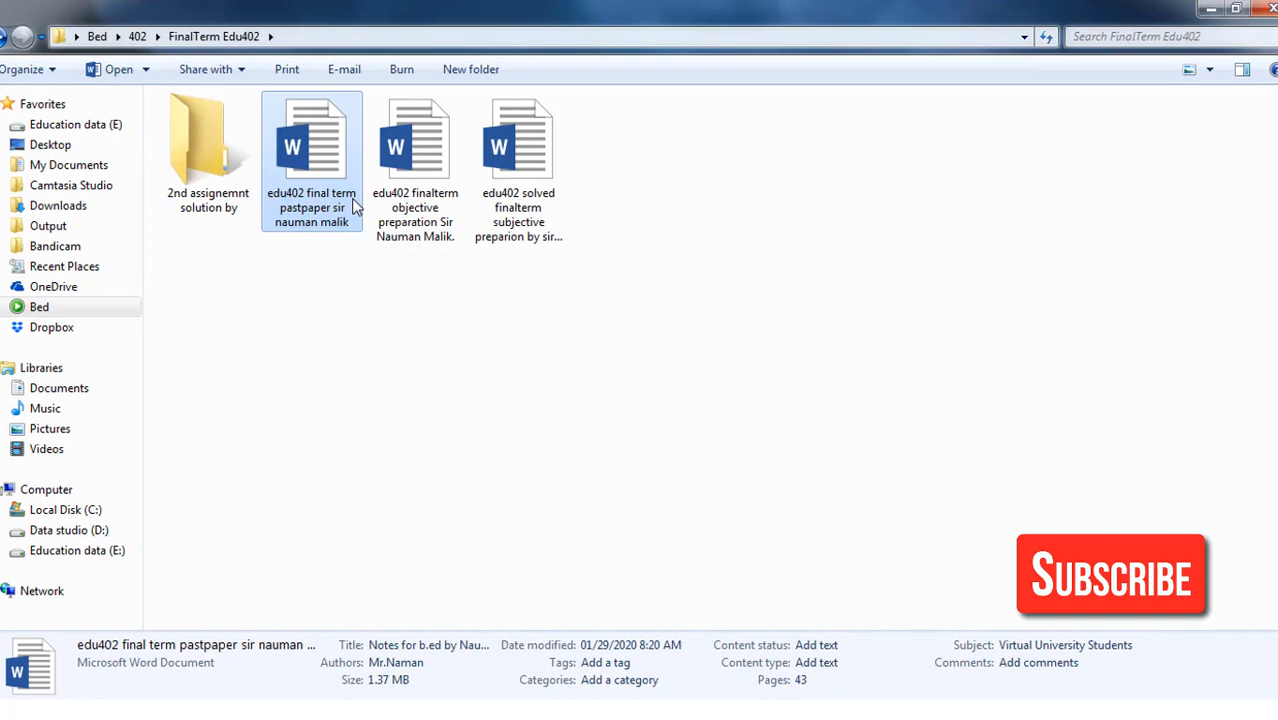 Bed 402 FinalTerm Edu402 Search FinalTerm Edu402
Organize Open Share with Print E-mail Burn New folder
Favorites
Education data (E)
Desktop
My Documents
Camtasia Studio
Downloads
Output
Bandicam
Recent Places
OneDrive
Bed
Dropbox
Libraries
Documents
Music
Pictures
Videos
Computer
Local Disk (C:)
Data studio (D:)
Education data (E:)
Network
2nd assignemnt
solution by
edu402 final term
pastpaper sir
nauman malik
edu402 finalterm
objective
preparation Sir
Nauman Malik.
edu402 solved
finalterm
subjective
preparion by sir...
SUBSCRIBE
edu402 final term pastpaper sir nauman ...
Microsoft Word Document
Title: Notes for b.ed by Nau...
Authors: Mr.Naman
Size: 1.37 MB
Date modified: 01/29/2020 8:20 AM
Tags: Add a tag
Categories: Add a category
Content status: Add text
Content type: Add text
Pages: 43
Subject: Virtual University Students
Comments: Add comments